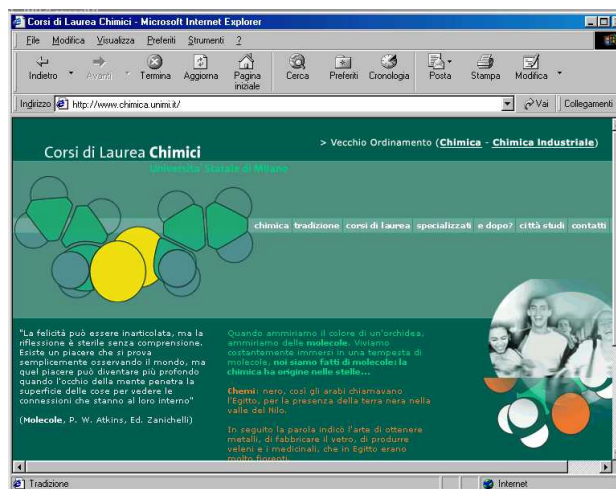 Corsi di Laurea Chimici - Microsoft Internet Explorer
File Modifica Visualizza Preferiti Strumenti ?
Indietro Avanti Termina Aggiorna Pagina iniziale Cerca Preferiti Cronologia Posta Stampa Modifica
Indirizzo http://www.chimica.unimi.it/ Vai Collegamenti
> Vecchio Ordinamento (Chimica - Chimica Industriale)
Corsi di Laurea Chimici
Università Statale di Milano
chimica tradizione corsi di laurea specializzati e dopo? città studi contatti
"La felicità può essere inarticolata, ma la
riflessione è sterile senza comprensione.
Esiste un piacere che si prova
semplicemente osservando il mondo, ma
quel piacere può diventare più profondo
quando l'occhio della mente penetra la
superficie delle cose per vedere le
connessioni che stanno al loro interno"
(Molecole, P. W. Atkins, Ed. Zanichelli)
Quando ammiriamo il colore di un'orchidea,
ammiriamo delle molecole. Viviamo
costantemente immersi in una tempesta di
molecole, noi siamo fatti di molecole: la
chimica ha origine nelle stelle...
Chemi: nero, così gli arabi chiamavano
l'Egitto, per la presenza della terra nera nella
valle del Nilo.
In seguito la parola indicò l'arte di ottenere
metalli, di fabbricare il vetro, di produrre
veleni e i medicinali, che in Egitto erano
molto fiorenti.
Tradizione
Internet